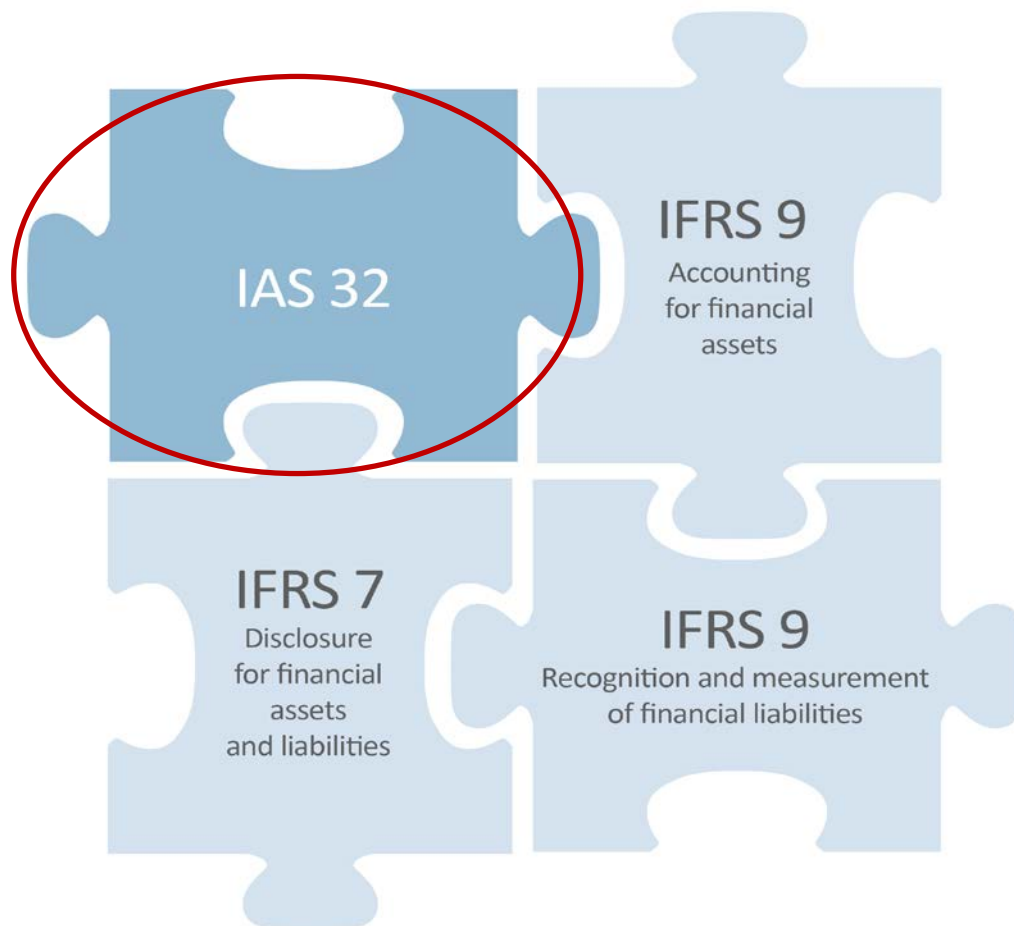 IAS 32
IFRS 9
Accounting
for financial
assets
IFRS 7
Disclosure
for financial
assets
and liabilities
IFRS 9
Recognition and measurement
of financial liabilities